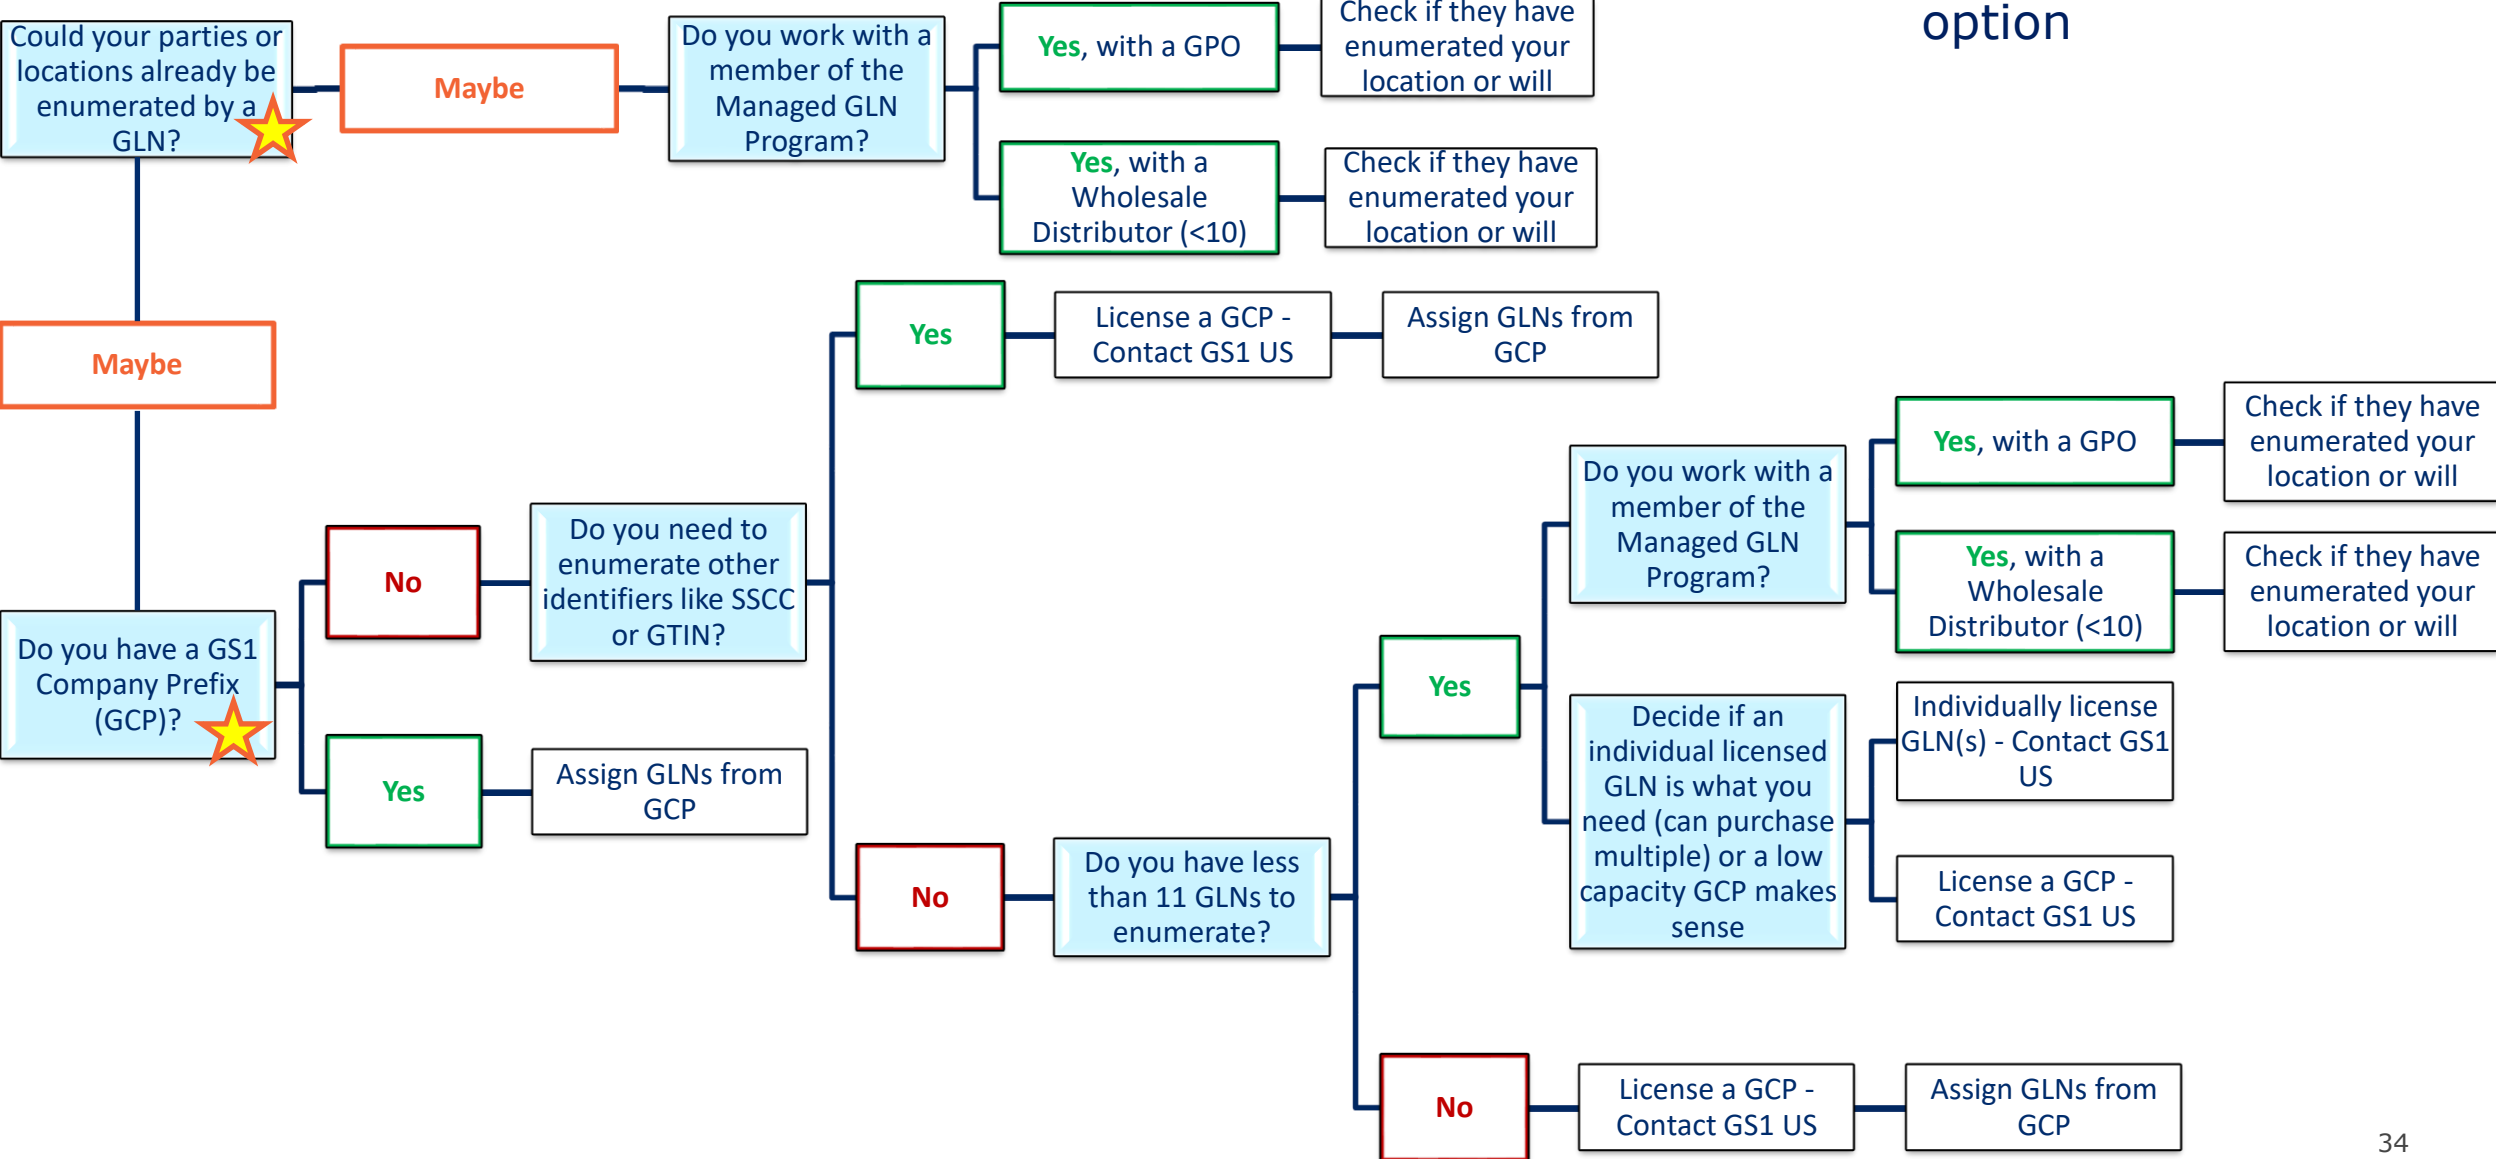 option
Could your parties or
locations already be
enumerated by a
GLN?
Maybe
Do you work with a
member of the
Managed GLN
Program?
Yes, with a GPO
Check if they have
enumerated your
location or will
Yes, with a
Wholesale
Distributor (<10)
Check if they have
enumerated your
location or will
Maybe
Do you have a GS1
Company Prefix
(GCP)?
No
Do you need to
enumerate other
identifiers like SSCC
or GTIN?
Yes
License a GCP -
Contact GS1 US
Assign GLNs from
GCP
Yes
Assign GLNs from
GCP
No
Do you have less
than 11 GLNs to
enumerate?
Yes
Do you work with a
member of the
Managed GLN
Program?
Yes, with a GPO
Check if they have
enumerated your
location or will
Yes, with a
Wholesale
Distributor (<10)
Check if they have
enumerated your
location or will
Decide if an
individual licensed
GLN is what you
need (can purchase
multiple) or a low
capacity GCP makes
sense
Individually license
GLN(s) - Contact GS1
US
License a GCP -
Contact GS1 US
No
License a GCP -
Contact GS1 US
Assign GLNs from
GCP
34